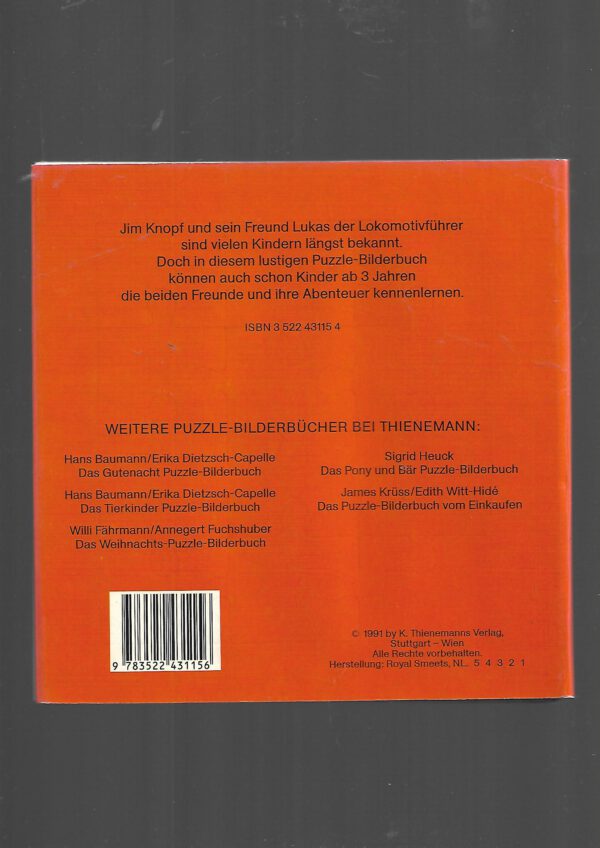 Jim Knopf und sein Freund Lukas der Lokomotivführer
sind vielen Kindern längst bekannt.
Doch in diesem lustigen Puzzle-Bilderbuch
können auch schon Kinder ab 3 Jahren
die beiden Freunde und ihre Abenteuer kennenlernen.
ISBN 3 522 43115 4
WEITERE PUZZLE-BILDERBÜCHER BEI THIENEMANN:
Hans Baumann/Erika Dietzsch-Capelle
Das Gutenacht Puzzle-Bilderbuch
Hans Baumann/Erika Dietzsch-Capelle
Das Tierkinder Puzzle-Bilderbuch
Willi Fährmann/Annegert Fuchshuber
Das Weihnachts-Puzzle-Bilderbuch
Sigrid Heuck
Das Pony und Bär Puzzle-Bilderbuch
James Krüss/Edith Witt-Hidé
Das Puzzle-Bilderbuch vom Einkaufen
9 783522 431156
© 1991 by K. Thienemanns Verlag,
Stuttgart – Wien
Alle Rechte vorbehalten.
Herstellung: Royal Smeets, NL. 5 4 3 2 1